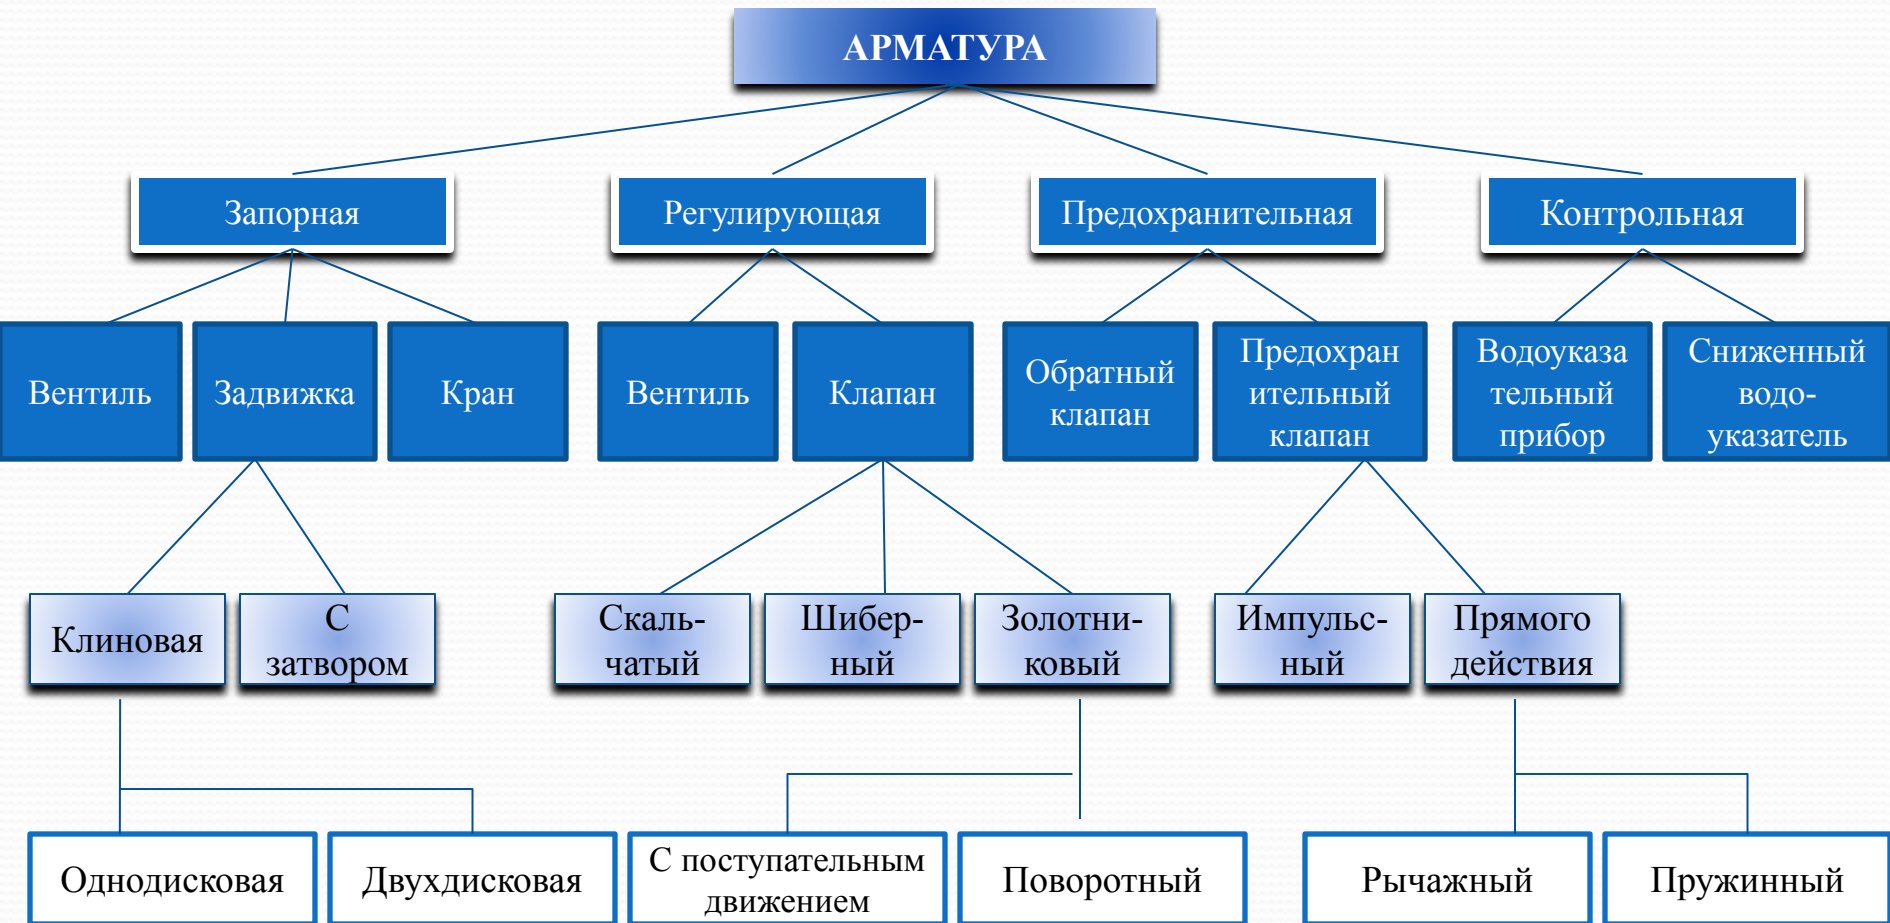 АРМАТУРА
Запорная
Регулирующая
Предохранительная
Контрольная
Вентиль
Задвижка
Кран
Вентиль
Клапан
Обратный
клапан
Предохран
ительный
клапан
Водоуказа
тельный
прибор
Сниженный
водо-
указатель
Клиновая
С
затвором
Скаль-
чатый
Шибер-
ный
Золотни-
ковый
Импульс-
ный
Прямого
действия
Однодисковая
Двухдисковая
С поступательным
движением
Поворотный
Рычажный
Пружинный